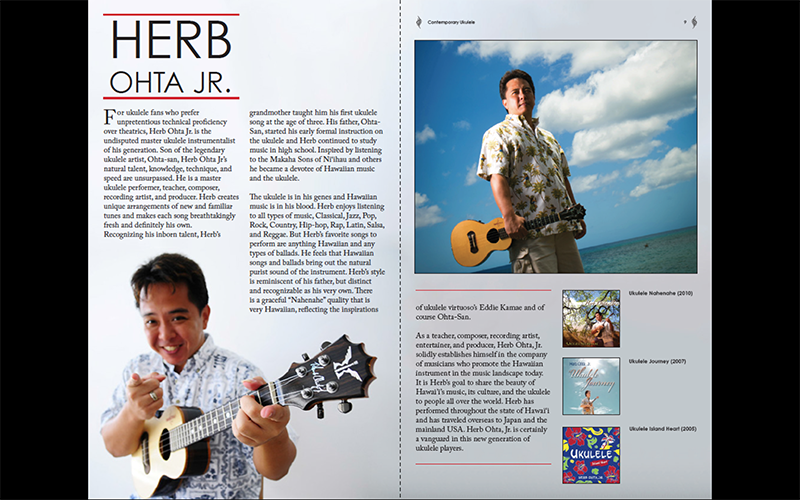 HERB
OHTA JR.
For ukulele fans who prefer
unpretentious technical proficiency
over theatrics, Herb Ohta Jr. is the
undisputed master ukulele instrumentalist
of his generation. Son of the legendary
ukulele artist, Ohta-san, Herb Ohta Jr's
natural talent, knowledge, technique, and
speed are unsurpassed. He is a master
ukulele performer, teacher, composer,
recording artist, and producer. Herb creates
unique arrangements of new and familiar
tunes and makes each song breathtakingly
fresh and definitely his own.
Recognizing his inborn talent, Herb's
grandmother taught him his first ukulele
song at the age of three. His father, Ohta-
San, started his early formal instruction on
the ukulele and Herb continued to study
music in high school. Inspired by listening
to the Makaha Sons of Ni'ihau and others
he became a devotee of Hawaiian music
and the ukulele.
The ukulele is in his genes and Hawaiian
music is in his blood. Herb enjoys listening
to all types of music, Classical, Jazz, Pop,
Rock, Country, Hip-hop, Rap, Latin, Salsa,
and Reggae. But Herb's favorite songs to
perform are anything Hawaiian and any
types of ballads. He feels that Hawaiian
songs and ballads bring out the natural
purist sound of the instrument. Herb's style
is reminiscent of his father, but distinct
and recognizable as his very own. There
is a graceful "Nahenahe" quality that is
very Hawaiian, reflecting the inspirations
Contemporary Ukulele
9
of ukulele virtuoso's Eddie Kamae and of
course Ohta-San.
As a teacher, composer, recording artist,
entertainer, and producer, Herb Ohta, Jr.
solidly establishes himself in the company
of musicians who promote the Hawaiian
instrument in the music landscape today.
It is Herb's goal to share the beauty of
Hawai'i's music, its culture, and the ukulele
to people all over the world. Herb has
performed throughout the state of Hawai'i
and has traveled overseas to Japan and the
mainland USA. Herb Ohta, Jr. is certainly
a vanguard in this new generation of
ukulele players.
Ukulele Nahenahe (2010)
Ukulele Journey (2007)
Ukulele Journey
Ukulele Island Heart (2005)
UKULELE
Island Heart
HERB OHTA, JR.